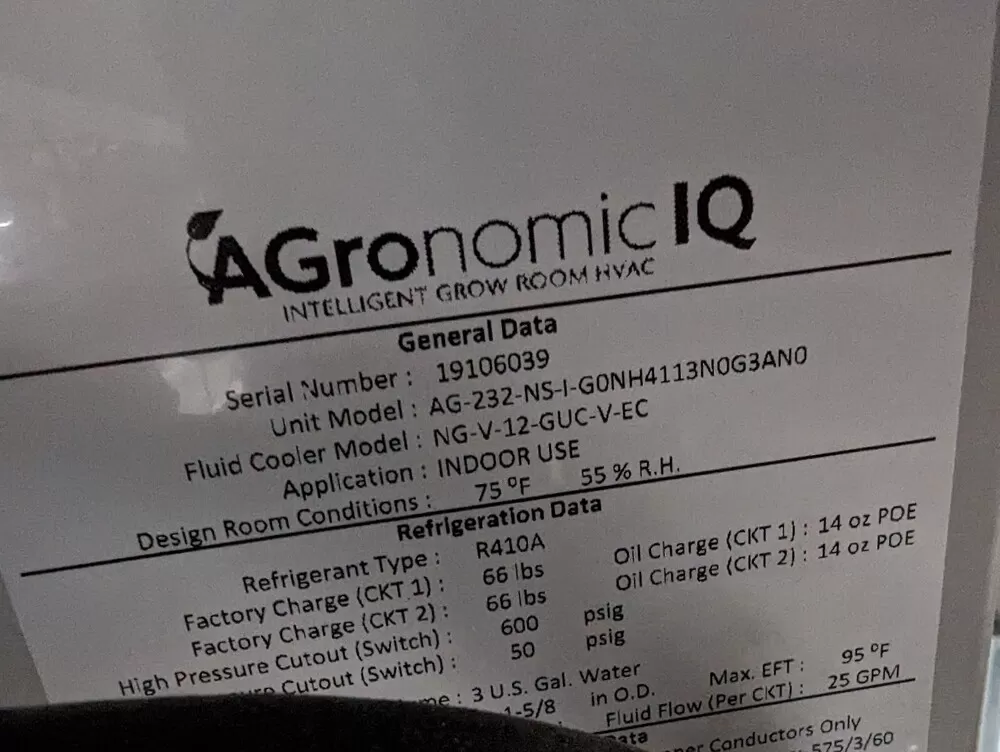 AGronomic IQ
INTELLIGENT GROW ROOM HVAC
General Data
Serial Number : 19106039
Unit Model : AG-232-NS-I-G0NH4113N0G3AN0
Fluid Cooler Model : NG-V-12-GUC-V-EC
Application : INDOOR USE
Design Room Conditions : 75 °F 55 % R.H.
Refrigeration Data
Refrigerant Type : R410A Oil Charge (CKT 1) : 14 oz POE
Factory Charge (CKT 1) : 66 lbs Oil Charge (CKT 2) : 14 oz POE
Factory Charge (CKT 2) : 66 lbs
High Pressure Cutout (Switch) : 600 psig
Cutout (Switch) : 50 psig
: 3 U.S. Gal. Water Max. EFT : 95 °F
1-5/8 in O.D. Fluid Flow (Per CKT) : 25 GPM
Conductors Only
575/3/60